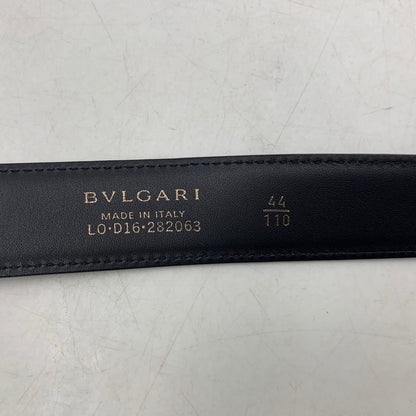 BVLGARI
MADE IN ITALY
LO·D16·282063
44
110